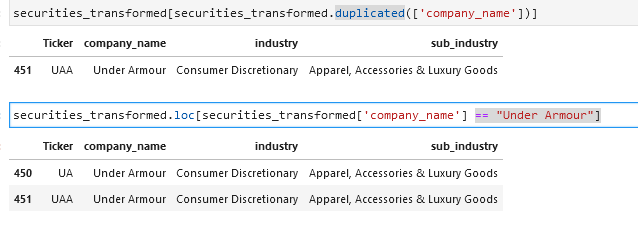 securities_transformed[securities_transformed.duplicated(['company_name'])]
Ticker company_name industry sub_industry
451 UAA Under Armour Consumer Discretionary Apparel, Accessories & Luxury Goods
securities_transformed.loc[securities_transformed['company_name'] == "Under Armour"]
Ticker company_name industry sub_industry
450 UA Under Armour Consumer Discretionary Apparel, Accessories & Luxury Goods
451 UAA Under Armour Consumer Discretionary Apparel, Accessories & Luxury Goods